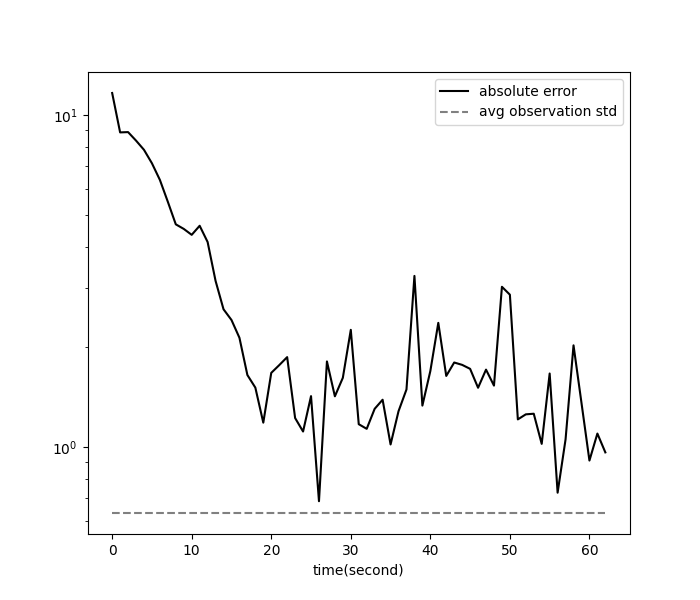 absolute error
avg observation std
10¹
10⁰
0 10 20 30 40 50 60
time(second)